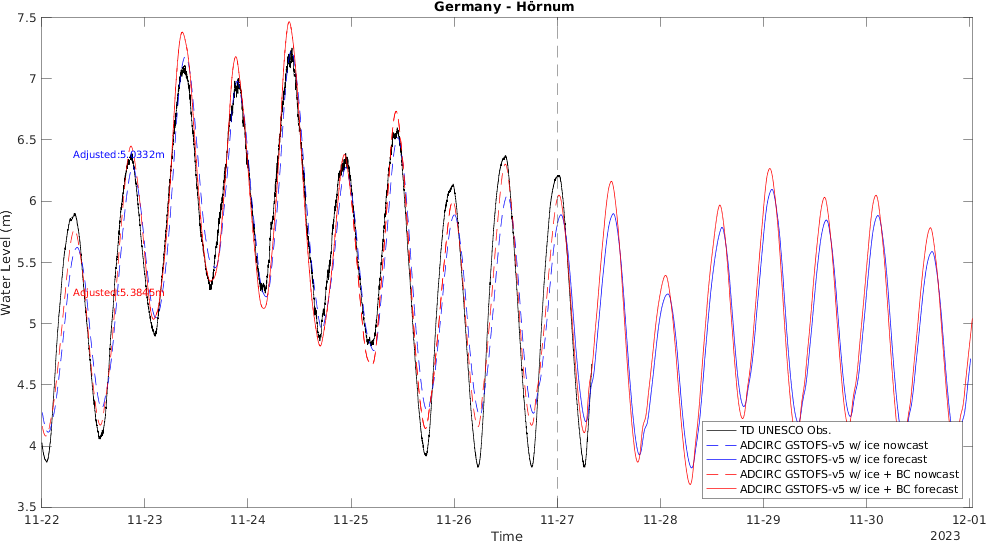 Germany - Hörnum
Water Level (m)
7.5
7
6.5
6
5.5
5
4.5
4
3.5
Adjusted:5.0332m
Adjusted:5.3845m
TD UNESCO Obs.
ADCIRC GSTOFS-v5 w/ ice nowcast
ADCIRC GSTOFS-v5 w/ ice forecast
ADCIRC GSTOFS-v5 w/ ice + BC nowcast
ADCIRC GSTOFS-v5 w/ ice + BC forecast
11-22 11-23 11-24 11-25 11-26 11-27 11-28 11-29 11-30 12-01
2023
Time